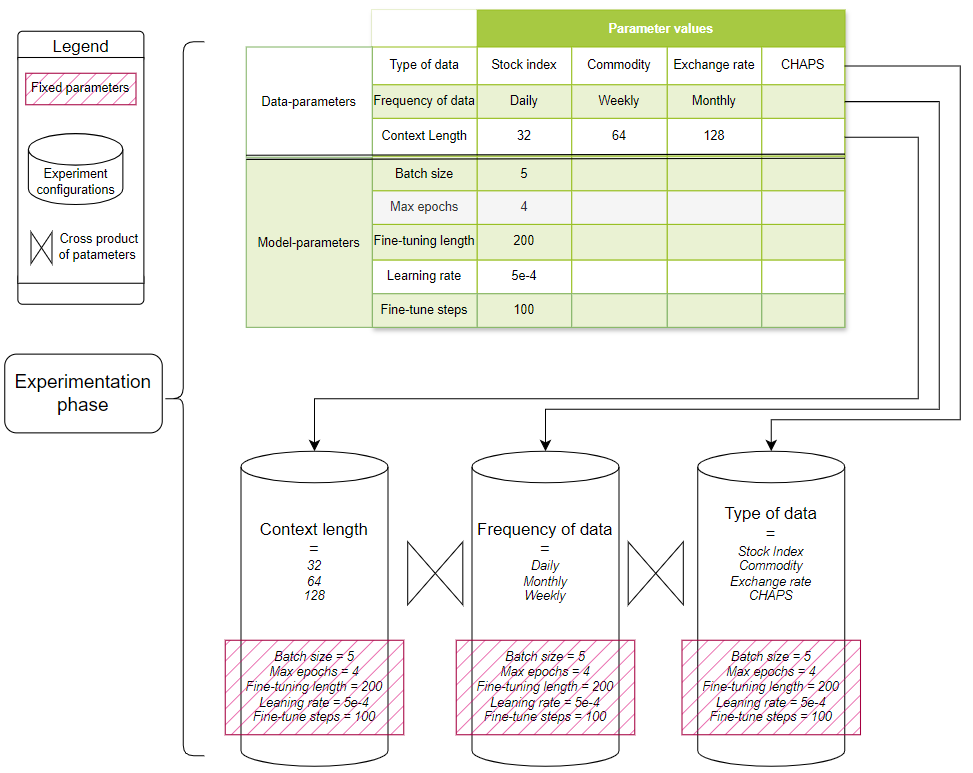 Legend
Fixed parameters
Experiment
configurations
Cross product
of patameters
Experimentation
phase
Parameter values
Type of data Stock index Commodity Exchange rate CHAPS
Data-parameters Frequency of data Daily Weekly Monthly
Context Length 32 64 128
Batch size 5
Max epochs 4
Model-parameters Fine-tuning length 200
Learning rate 5e-4
Fine-tune steps 100
Context length
=
32
64
128
Batch size = 5
Max epochs = 4
Fine-tuning length = 200
Leaning rate = 5e-4
Fine-tune steps = 100
Frequency of data
=
Daily
Monthly
Weekly
Batch size = 5
Max epochs = 4
Fine-tuning length = 200
Leaning rate = 5e-4
Fine-tune steps = 100
Type of data
=
Stock Index
Commodity
Exchange rate
CHAPS
Batch size = 5
Max epochs = 4
Fine-tuning length = 200
Leaning rate = 5e-4
Fine-tune steps = 100